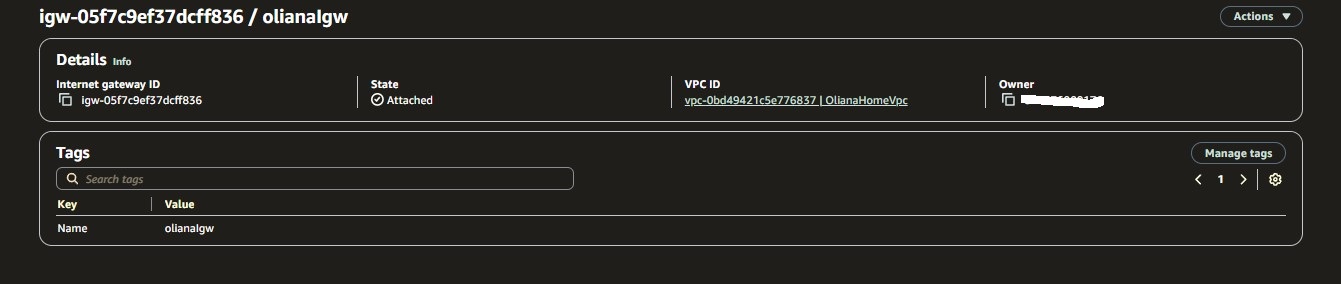 igw-05f7c9ef37dcff836 / olianaIgw
Actions
Details Info
Internet gateway ID
igw-05f7c9ef37dcff836
State
Attached
VPC ID
vpc-0bd49421c5e776837 | OlianaHomeVpc
Owner
Tags
Manage tags
Search tags
1
Key Value
Name olianaIgw